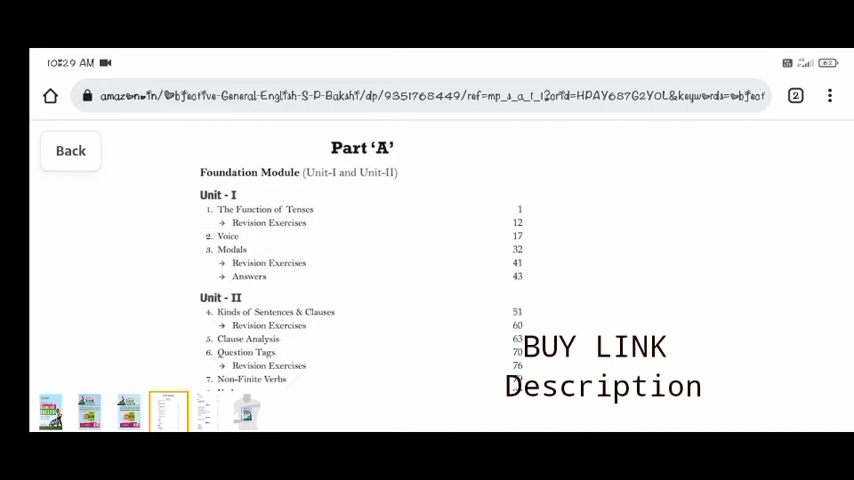 10:29 AM
62
amazon.in/Objective-General-English-S-P-Bakshi/dp/9351768449/ref=mp_s_a_1_1?crid=HPAY687G2Y0L&keywords=object
2
Back
Part ‘A’
Foundation Module (Unit-I and Unit-II)
Unit - I
1. The Function of Tenses 1
→ Revision Exercises 12
2. Voice 17
3. Modals 32
→ Revision Exercises 41
→ Answers 43
Unit - II
4. Kinds of Sentences & Clauses 51
→ Revision Exercises 60
5. Clause Analysis 63
6. Question Tags 70
→ Revision Exercises 76
7. Non-Finite Verbs
BUY LINK
Description